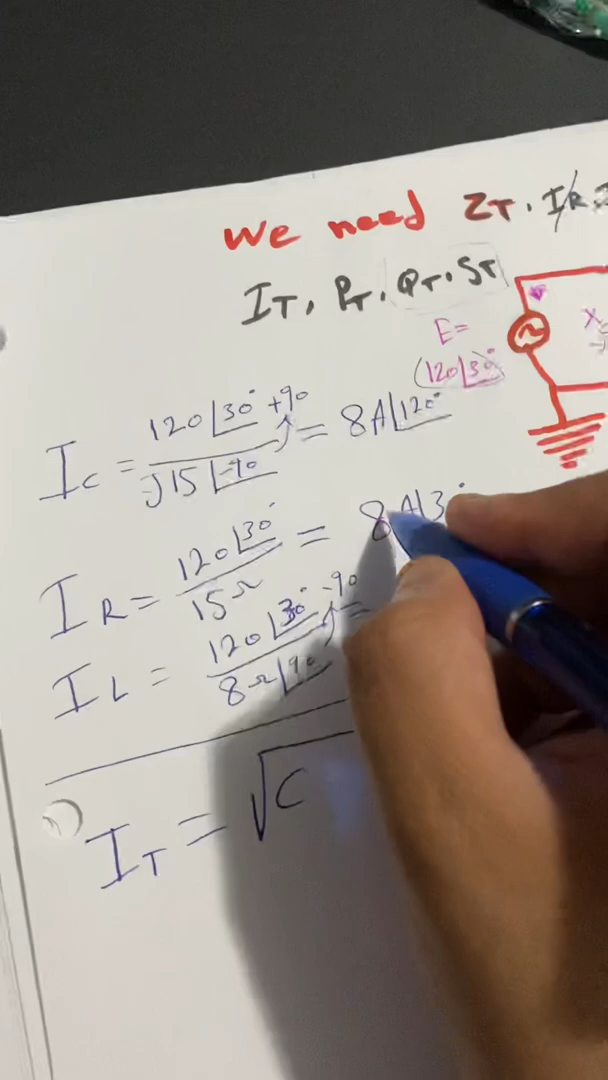 We need ZT. IR.
IT, PT. QT. ST
E=
(120∠30°)
X
IC = 120∠30° +90 / J15∠-90 = 8A∠120°
IR = 120∠30° / 15Ω = 8A∠3°
IL = 120∠30° -90 / 8Ω∠90 =
IT = √C